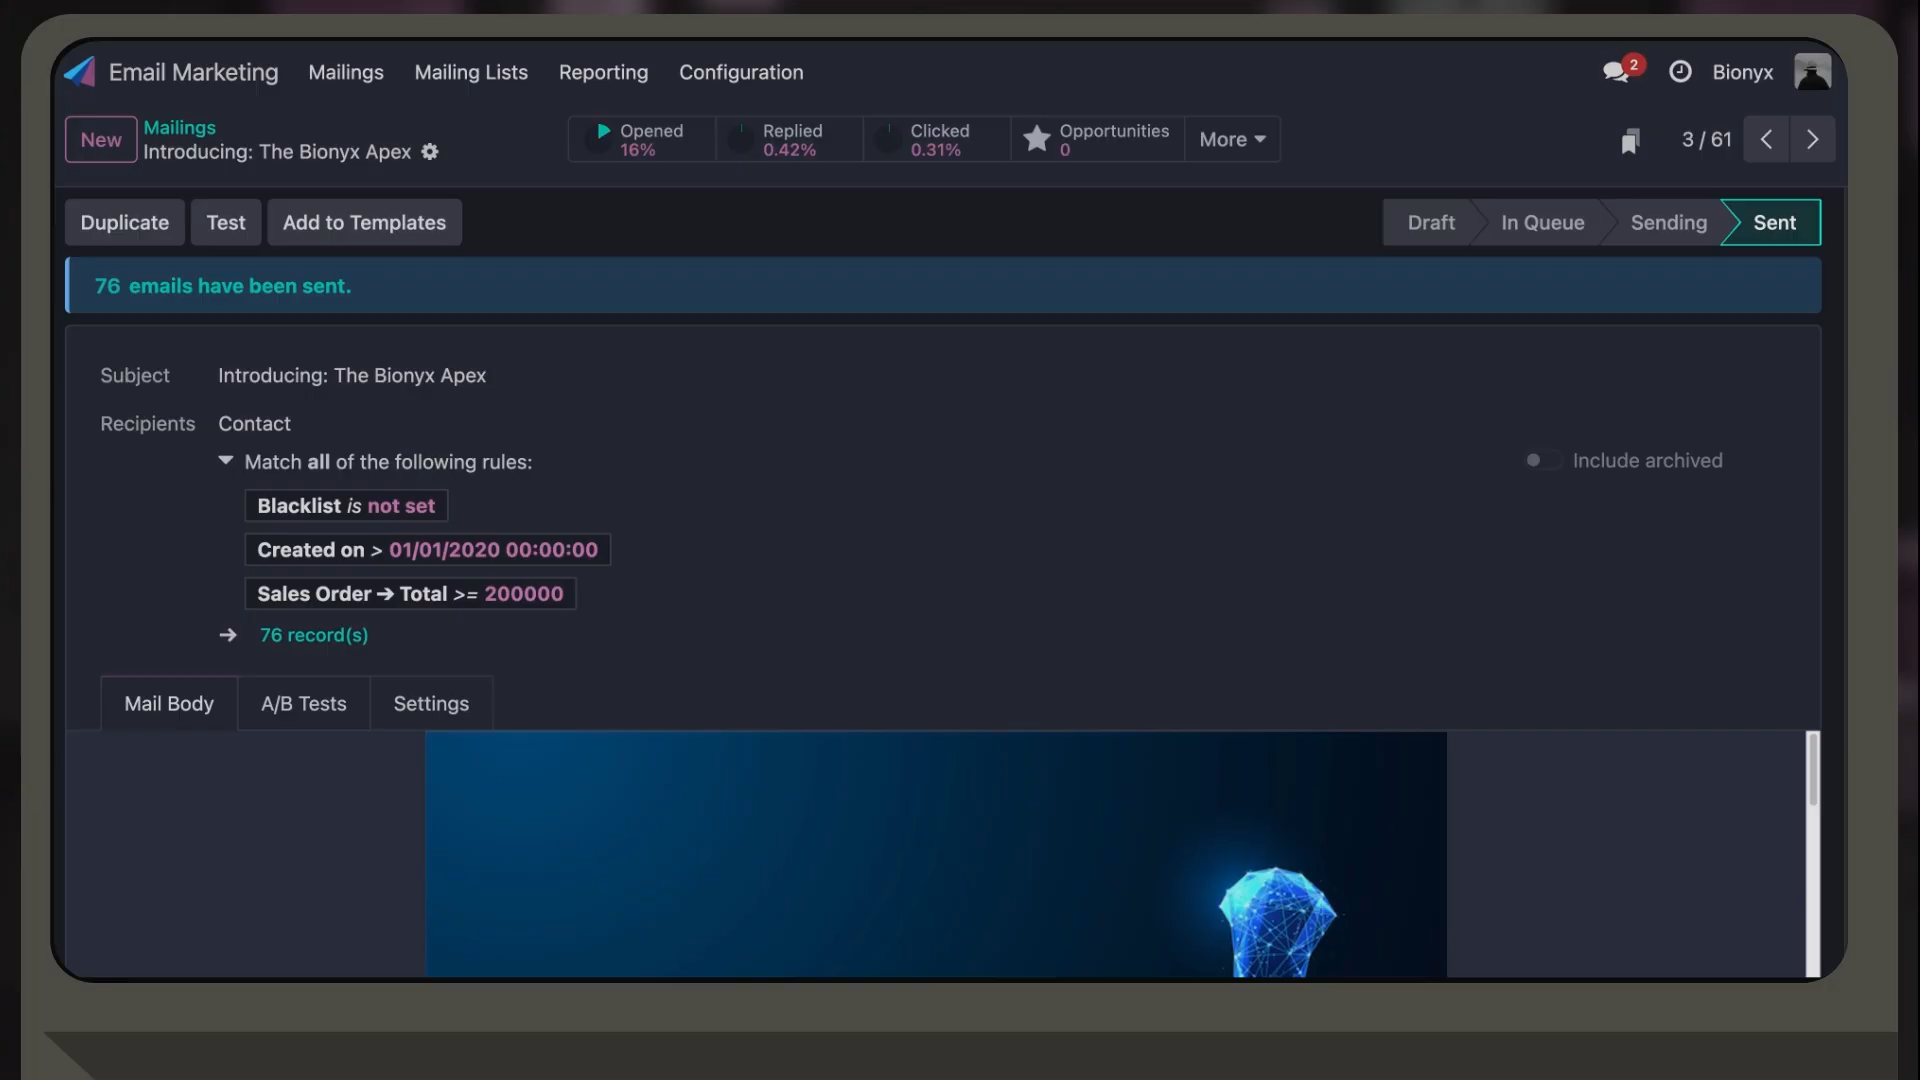 Email Marketing Mailings Mailing Lists Reporting Configuration 2 Bionyx
New Mailings
Introducing: The Bionyx Apex
Opened 16%
Replied 0.42%
Clicked 0.31%
Opportunities 0
More
3 / 61
Duplicate Test Add to Templates Draft In Queue Sending Sent
76 emails have been sent.
Subject Introducing: The Bionyx Apex
Recipients Contact
Match all of the following rules: Include archived
Blacklist is not set
Created on > 01/01/2020 00:00:00
Sales Order → Total >= 200000
→ 76 record(s)
Mail Body A/B Tests Settings